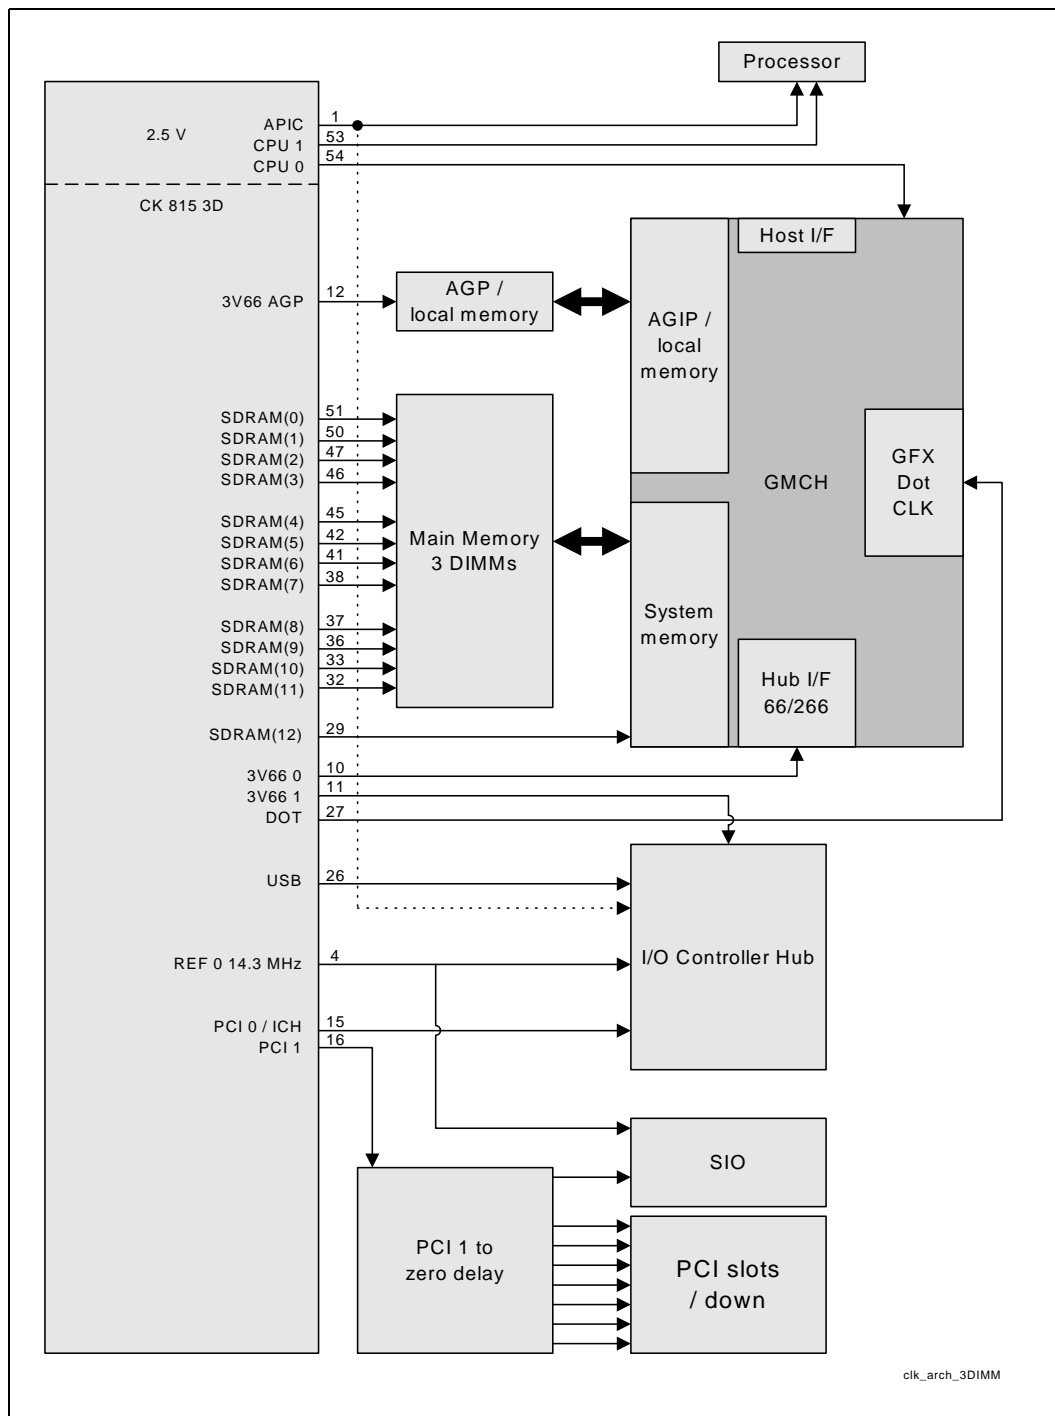 Processor
2.5 V
APIC 1
CPU 1 53
CPU 0 54
CK 815 3D
Host I/F
3V66 AGP 12
AGP /
local memory
AGIP /
local
memory
SDRAM(0) 51
SDRAM(1) 50
SDRAM(2) 47
SDRAM(3) 46
SDRAM(4) 45
SDRAM(5) 42
SDRAM(6) 41
SDRAM(7) 38
SDRAM(8) 37
SDRAM(9) 36
SDRAM(10) 33
SDRAM(11) 32
SDRAM(12) 29
Main Memory
3 DIMMs
GMCH
GFX
Dot
CLK
System
memory
Hub I/F
66/266
3V66 0 10
3V66 1 11
DOT 27
USB 26
REF 0 14.3 MHz 4
I/O Controller Hub
PCI 0 / ICH 15
PCI 1 16
SIO
PCI 1 to
zero delay
PCI slots
/ down
clk_arch_3DIMM